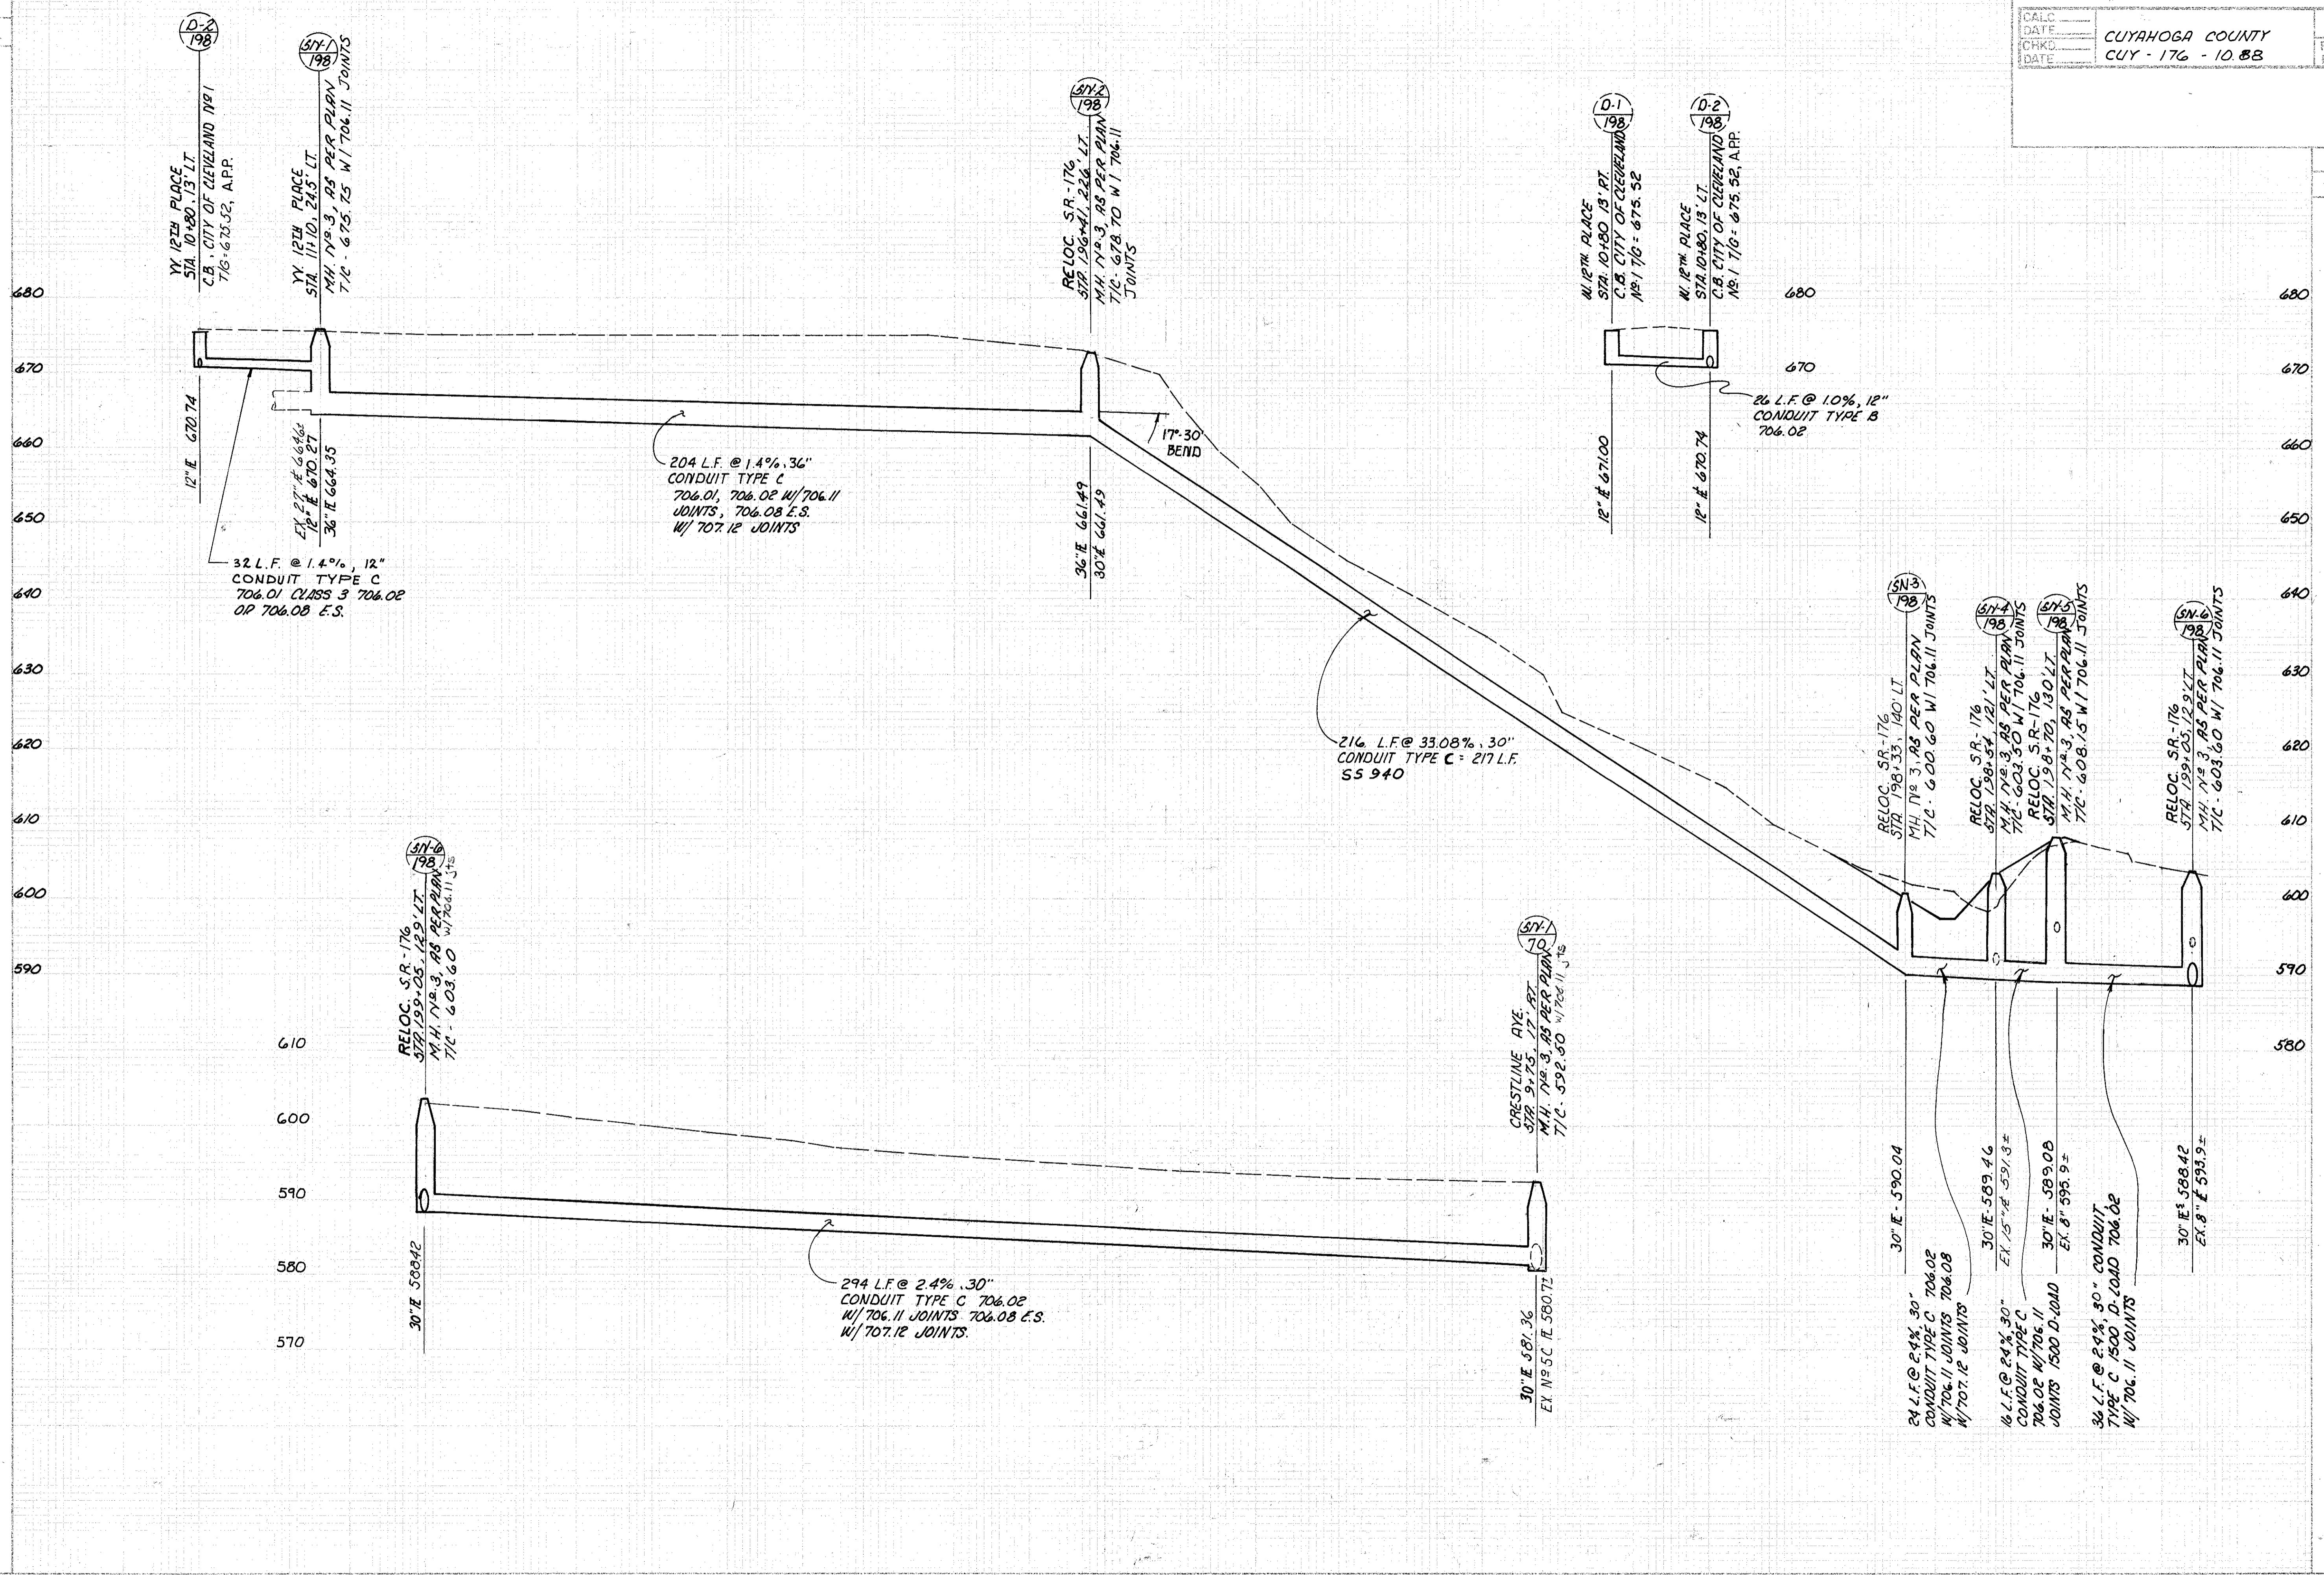 CALC
DATE
CHKD
DATE
CUYAHOGA COUNTY
CUY - 176 - 10.88
D-2
198
W. 12TH PLACE
STA. 10+80, 13' LT.
C.B., CITY OF CLEVELAND Nº 1
T/G=675.52, A.P.P.
SN-1
198
W. 12TH PLACE
STA. 11+10, 24.5' LT.
M.H. Nº 3, AS PER PLAN
T/C - 675.75 W/ 706.11 JOINTS
SN-2
198
RELOC. S.R.-176
STA. 196+41, 226' LT.
M.H. Nº 3, AS PER PLAN
T/C - 678.70 W/ 706.11
JOINTS
D-1
198
W. 12TH PLACE
STA. 10+80 13' RT.
C.B. CITY OF CLEVELAND
Nº 1 T/G = 675.52
D-2
198
W. 12TH PLACE
STA. 10+80, 13' LT.
C.B. CITY OF CLEVELAND
Nº 1 T/G = 675.52, A.P.P.
680
670
660
650
640
630
620
610
600
590
680
670
680
670
660
650
640
630
620
610
600
590
580
12" IE 670.74
EX. 27" IE 664.6±
12" IE 670.27
36" IE 664.35
32 L.F. @ 1.4%, 12"
CONDUIT TYPE C
706.01 CLASS 3 706.02
OR 706.08 E.S.
204 L.F. @ 1.4%, 36"
CONDUIT TYPE C
706.01, 706.02 W/706.11
JOINTS, 706.08 E.S.
W/ 707.12 JOINTS
17°-30'
BEND
36" IE 661.49
30" IE 661.49
26 L.F. @ 1.0%, 12"
CONDUIT TYPE B
706.02
12" IE 671.00
12" IE 670.74
216 L.F. @ 33.08%, 30"
CONDUIT TYPE C = 217 L.F.
SS 940
SN-3
198
RELOC. S.R.-176
STA. 198+33, 140' LT.
M.H. Nº 3, AS PER PLAN
T/C - 600.60 W/ 706.11 JOINTS
SN-4
198
RELOC. S.R.-176
STA. 198+54, 121' LT.
M.H. Nº 3, AS PER PLAN
T/C - 603.50 W/ 706.11 JOINTS
SN-5
198
RELOC. S.R.-176
STA. 198+70, 130' LT.
M.H. Nº 3, AS PER PLAN
T/C - 608.15 W/ 706.11 JOINTS
SN-6
198
RELOC. S.R.-176
STA. 199+05, 129' LT.
M.H. Nº 3, AS PER PLAN
T/C - 603.60 W/ 706.11 JOINTS
30" IE - 590.04
30" IE - 589.46
EX. 15" IE 591.3±
30" IE - 589.08
EX. 8" 595.9±
30" IE 588.42
EX. 8" IE 593.9±
24 L.F. @ 2.4%, 30"
CONDUIT TYPE C 706.02
W/706.11 JOINTS 706.08
W/707.12 JOINTS
16 L.F. @ 2.4%, 30"
CONDUIT TYPE C
706.02 W/706.11
JOINTS 1500 D-LOAD
36 L.F. @ 2.4%, 30" CONDUIT
TYPE C 1500 D-LOAD 706.02
W/ 706.11 JOINTS
SN-6
198
RELOC. S.R.-176
STA. 199+05, 129' LT.
M.H. Nº 3, AS PER PLAN
T/C - 603.60 W/706.11 jts
610
600
590
580
570
30" IE 588.42
294 L.F. @ 2.4%, 30"
CONDUIT TYPE C 706.02
W/706.11 JOINTS 706.08 E.S.
W/ 707.12 JOINTS.
SN-1
70
CRESTLINE AVE.
STA. 9+75, 17' RT.
M.H. Nº 3, AS PER PLAN
T/C - 592.50 W/706.11 jts
30" IE 581.36
EX. Nº 5C IE 580.7±